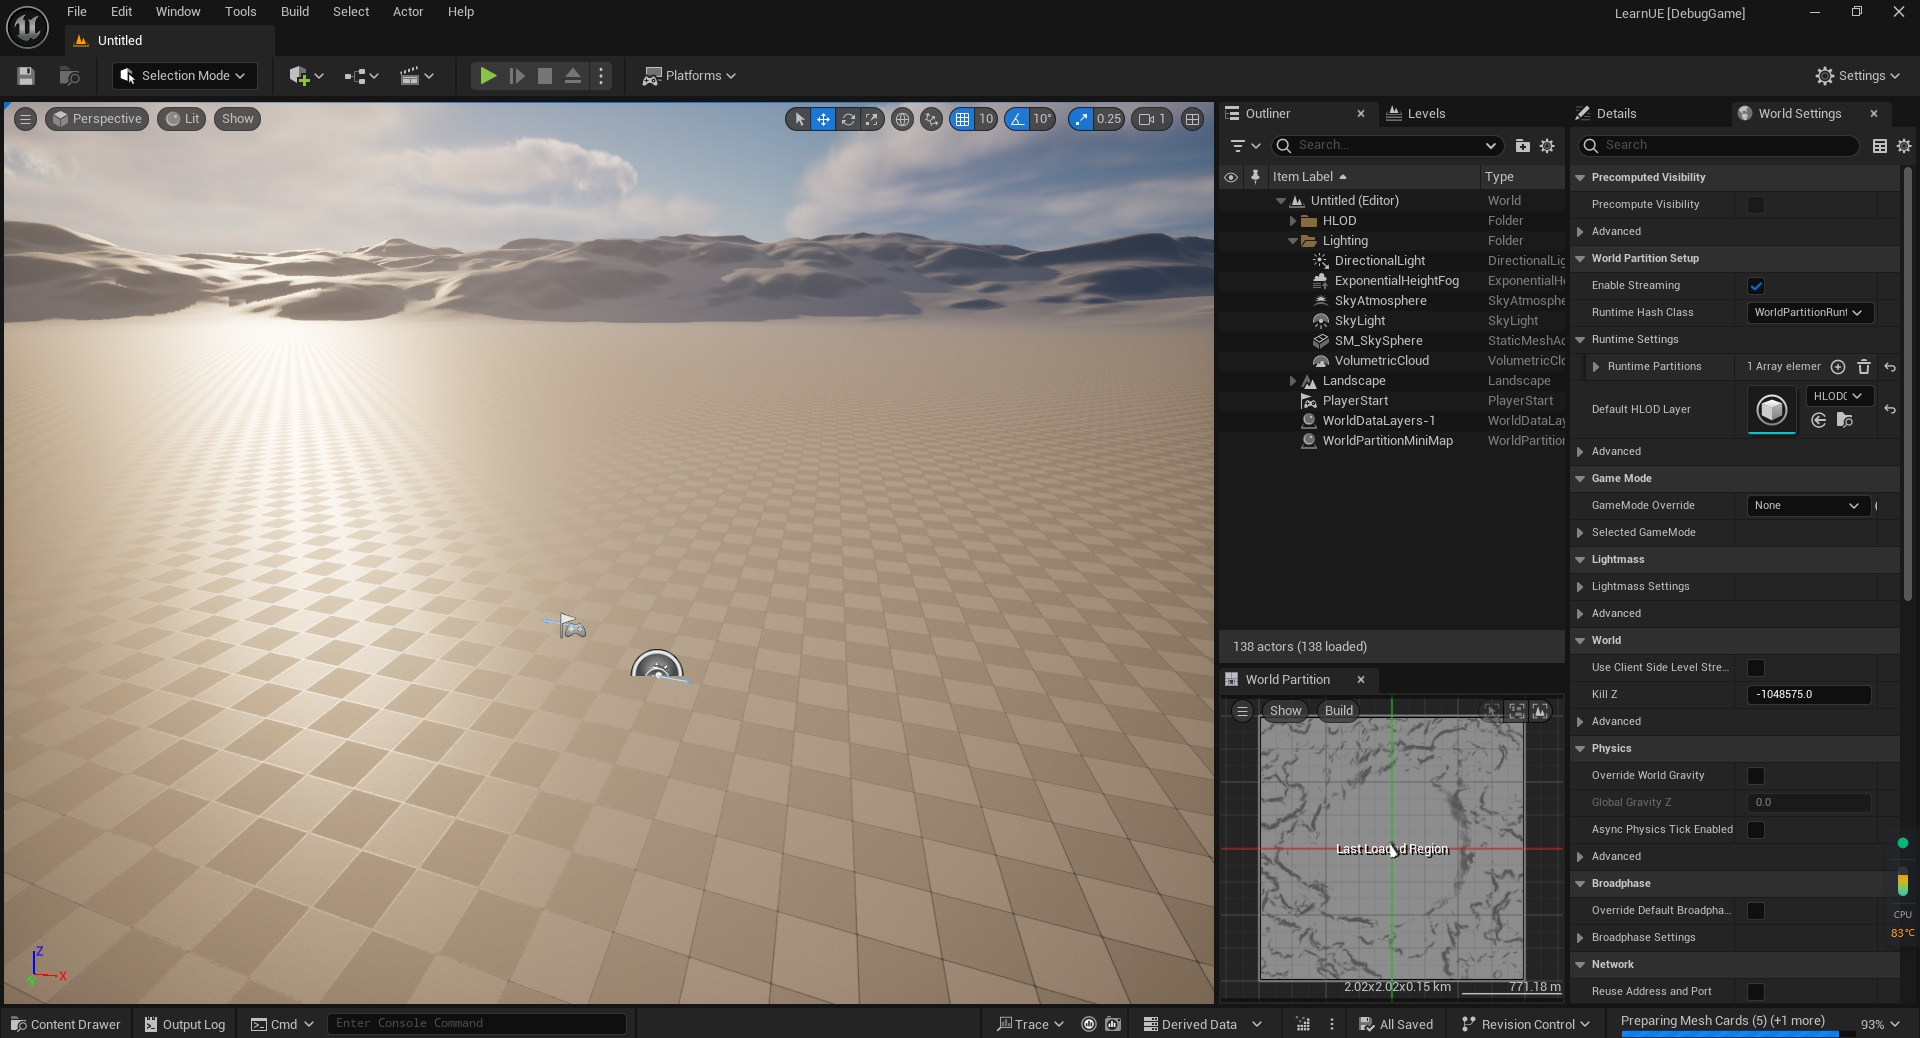 File Edit Window Tools Build Select Actor Help
LearnUE [DebugGame]
Untitled
Selection Mode
Platforms
Settings
Perspective Lit Show
10 10° 0.25 1
Outliner
Levels
Search...
Item Label Type
Untitled (Editor) World
HLOD Folder
Lighting Folder
DirectionalLight DirectionalLig
ExponentialHeightFog ExponentialH
SkyAtmosphere SkyAtmosphe
SkyLight SkyLight
SM_SkySphere StaticMeshAc
VolumetricCloud VolumetricClo
Landscape Landscape
PlayerStart PlayerStart
WorldDataLayers-1 WorldDataLay
WorldPartitionMiniMap WorldPartition
138 actors (138 loaded)
World Partition
Show Build
Last Loaded Region
2.02x2.02x0.15 km 771.18 m
Details
World Settings
Search
Precomputed Visibility
Precompute Visibility
Advanced
World Partition Setup
Enable Streaming
Runtime Hash Class WorldPartitionRunt
Runtime Settings
Runtime Partitions 1 Array elemer
Default HLOD Layer
Advanced
Game Mode
GameMode Override None
Selected GameMode
Lightmass
Lightmass Settings
Advanced
World
Use Client Side Level Stre...
Kill Z -1048575.0
Advanced
Physics
Override World Gravity
Global Gravity Z 0.0
Async Physics Tick Enabled
Advanced
Broadphase
Override Default Broadpha...
Broadphase Settings
Network
Reuse Address and Port
CPU
83°C
Z
X
Y
Content Drawer Output Log Cmd Enter Console Command Trace Derived Data All Saved Revision Control Preparing Mesh Cards (5) (+1 more) 93%